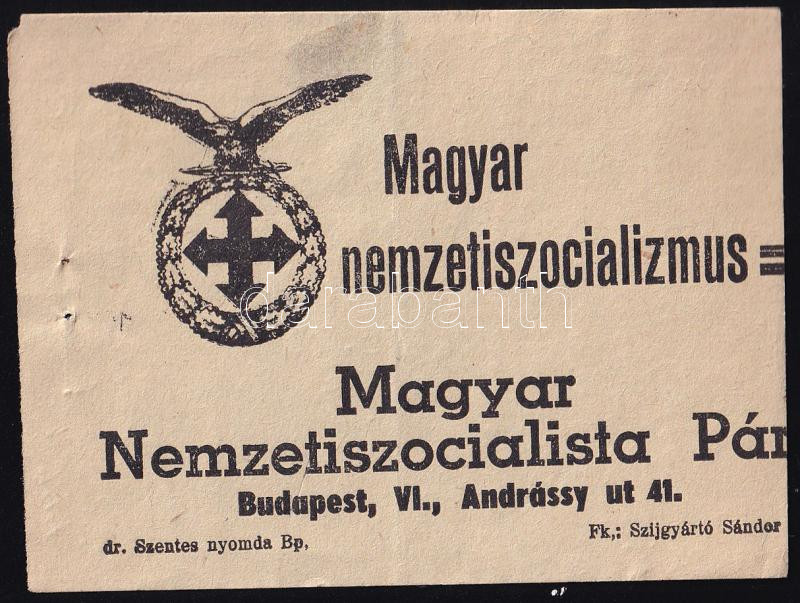 Magyar
nemzetiszocializmus =
Magyar
Nemzetiszocialista Pár
Budapest, VI., Andrássy ut 41.
dr. Szentes nyomda Bp,
Fk,: Szijgyártó Sándor
darabanth